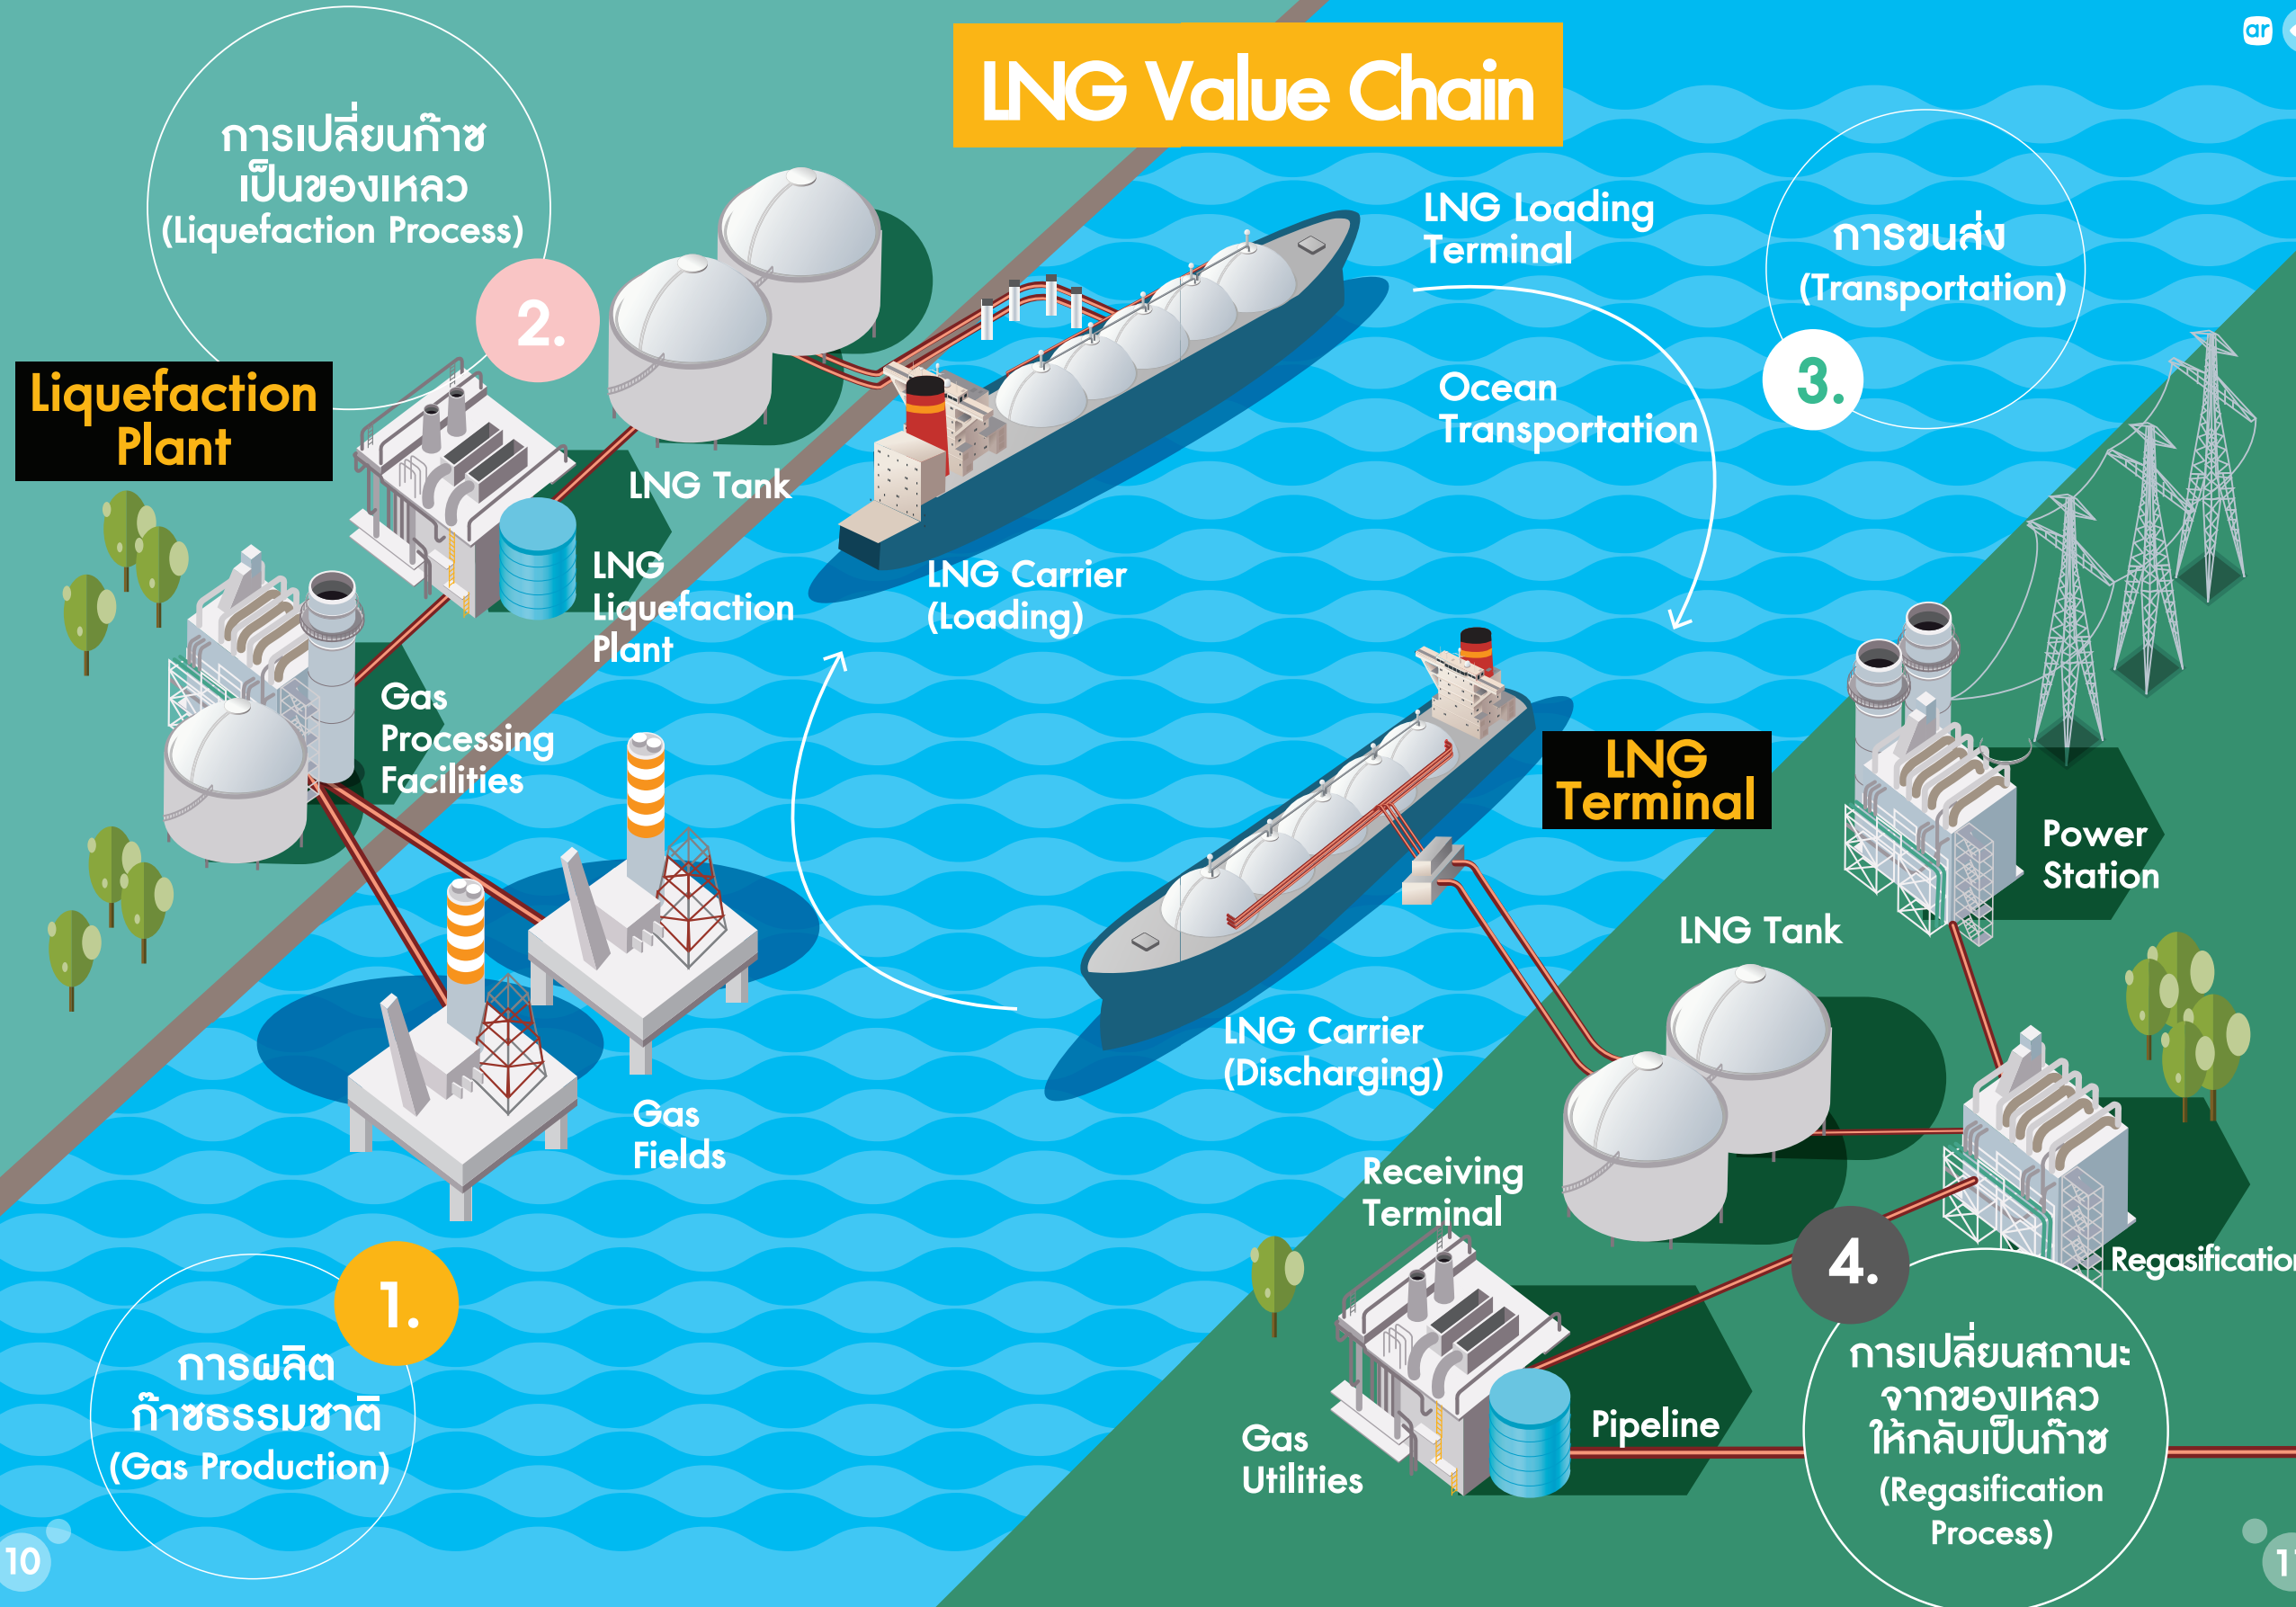 LNG Value Chain
ar
การเปลี่ยนก๊าซ
เป็นของเหลว
(Liquefaction Process)
2.
Liquefaction
Plant
LNG Tank
LNG
Liquefaction
Plant
Gas
Processing
Facilities
LNG Carrier
(Loading)
LNG Loading
Terminal
Ocean
Transportation
การขนส่ง
(Transportation)
3.
Gas
Fields
1.
การผลิต
ก๊าซธรรมชาติ
(Gas Production)
LNG Carrier
(Discharging)
LNG
Terminal
Power
Station
LNG Tank
Receiving
Terminal
Regasification
Gas
Utilities
Pipeline
4.
การเปลี่ยนสถานะ
จากของเหลว
ให้กลับเป็นก๊าซ
(Regasification
Process)
10
11